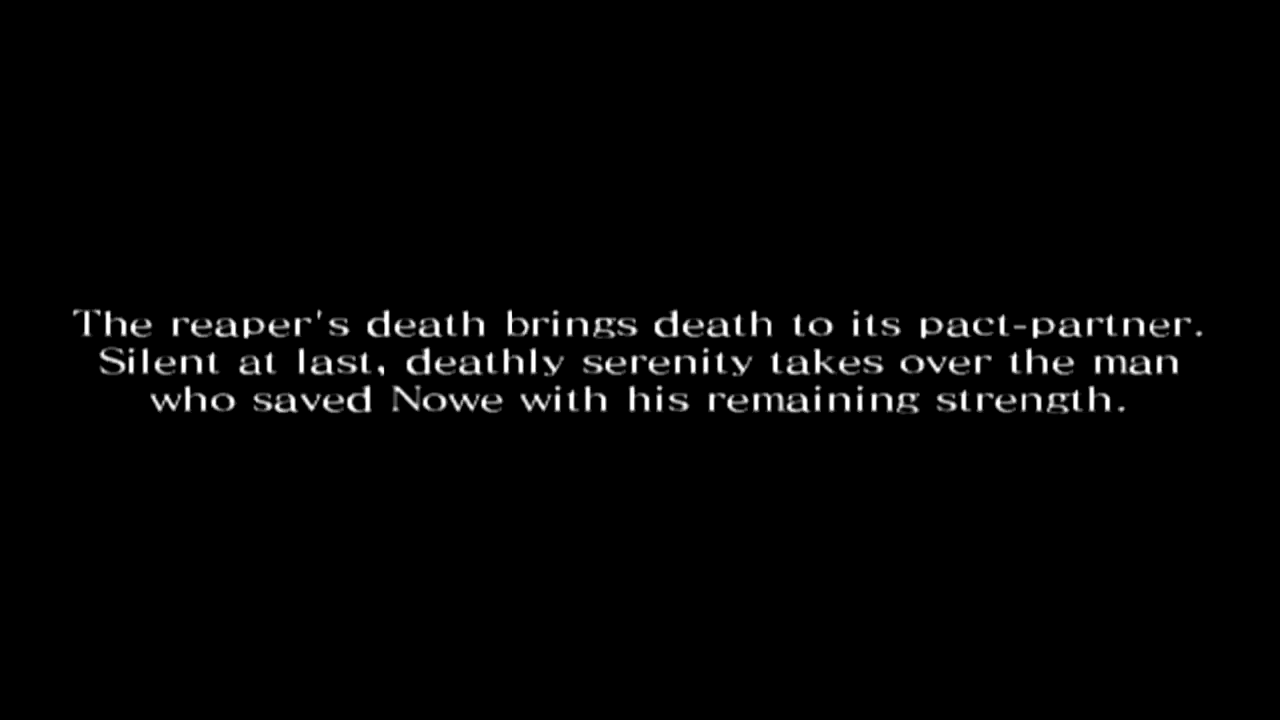 The reaper's death brings death to its pact-partner.
Silent at last, deathly serenity takes over the man
who saved Nowe with his remaining strength.